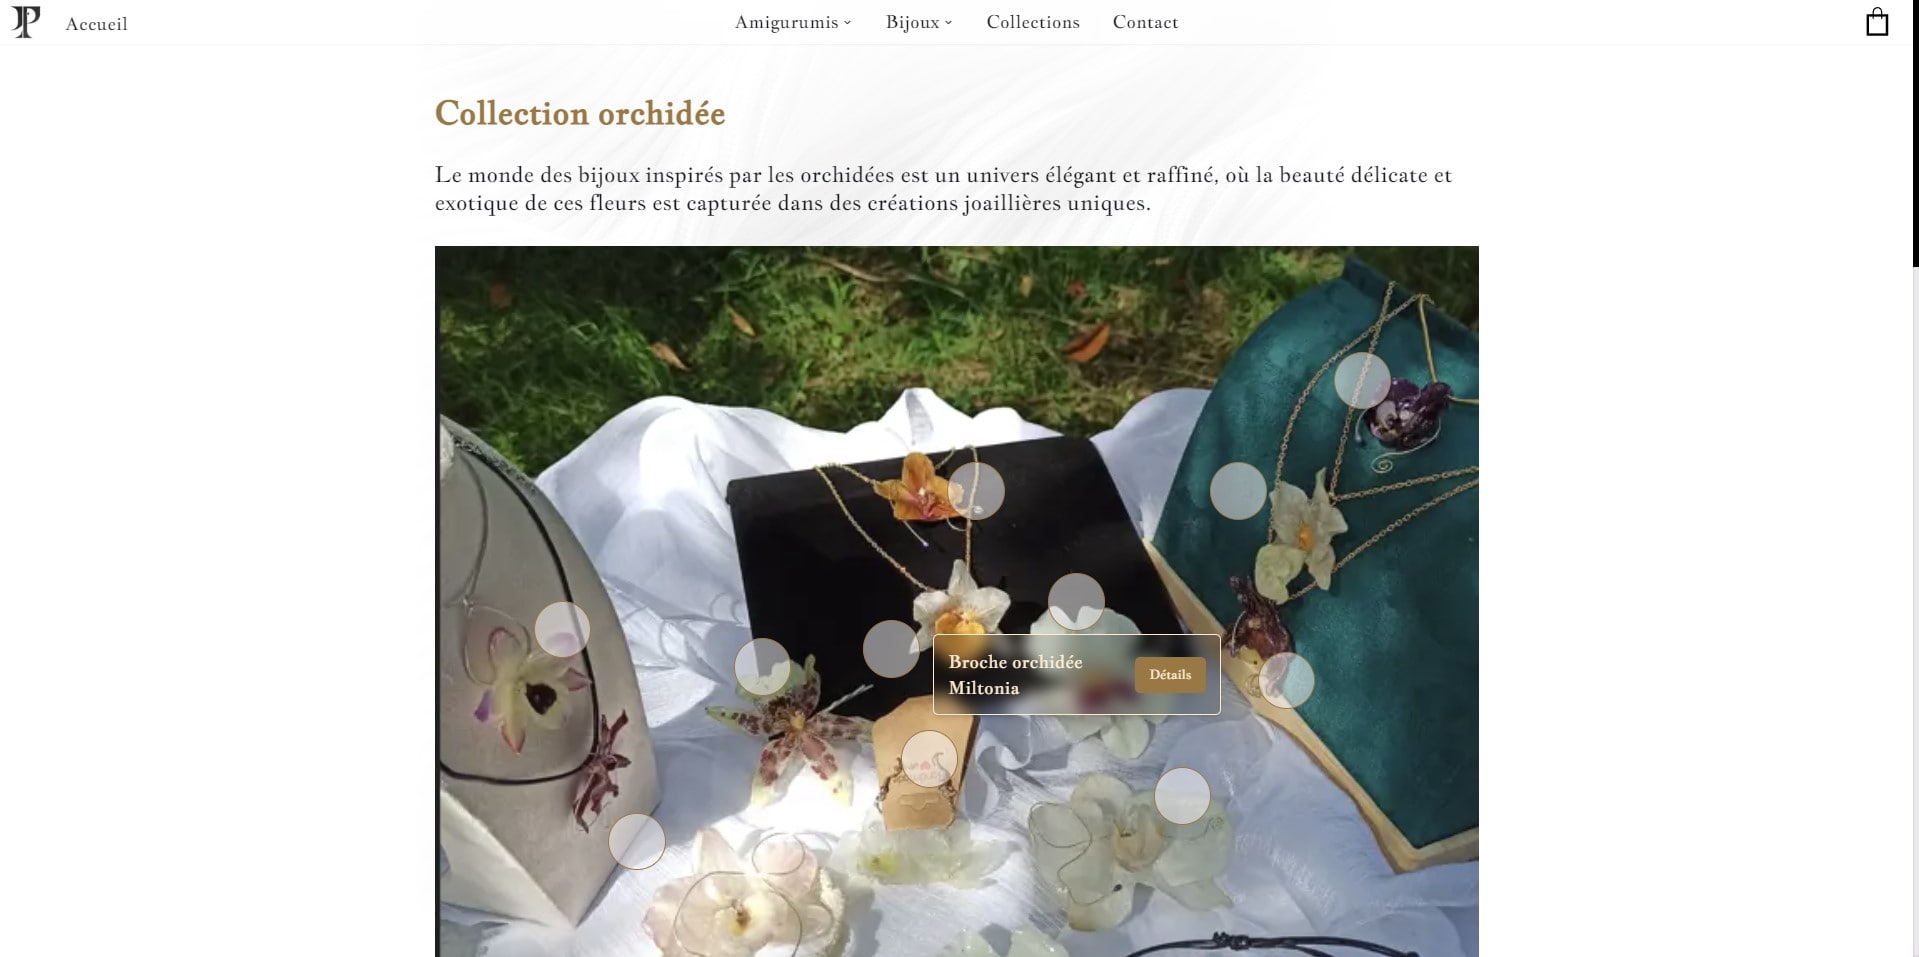 Accueil
Amigurumis
Bijoux
Collections
Contact
Collection orchidée
Le monde des bijoux inspirés par les orchidées est un univers élégant et raffiné, où la beauté délicate et
exotique de ces fleurs est capturée dans des créations joaillières uniques.
Broche orchidée
Miltonia
Détails